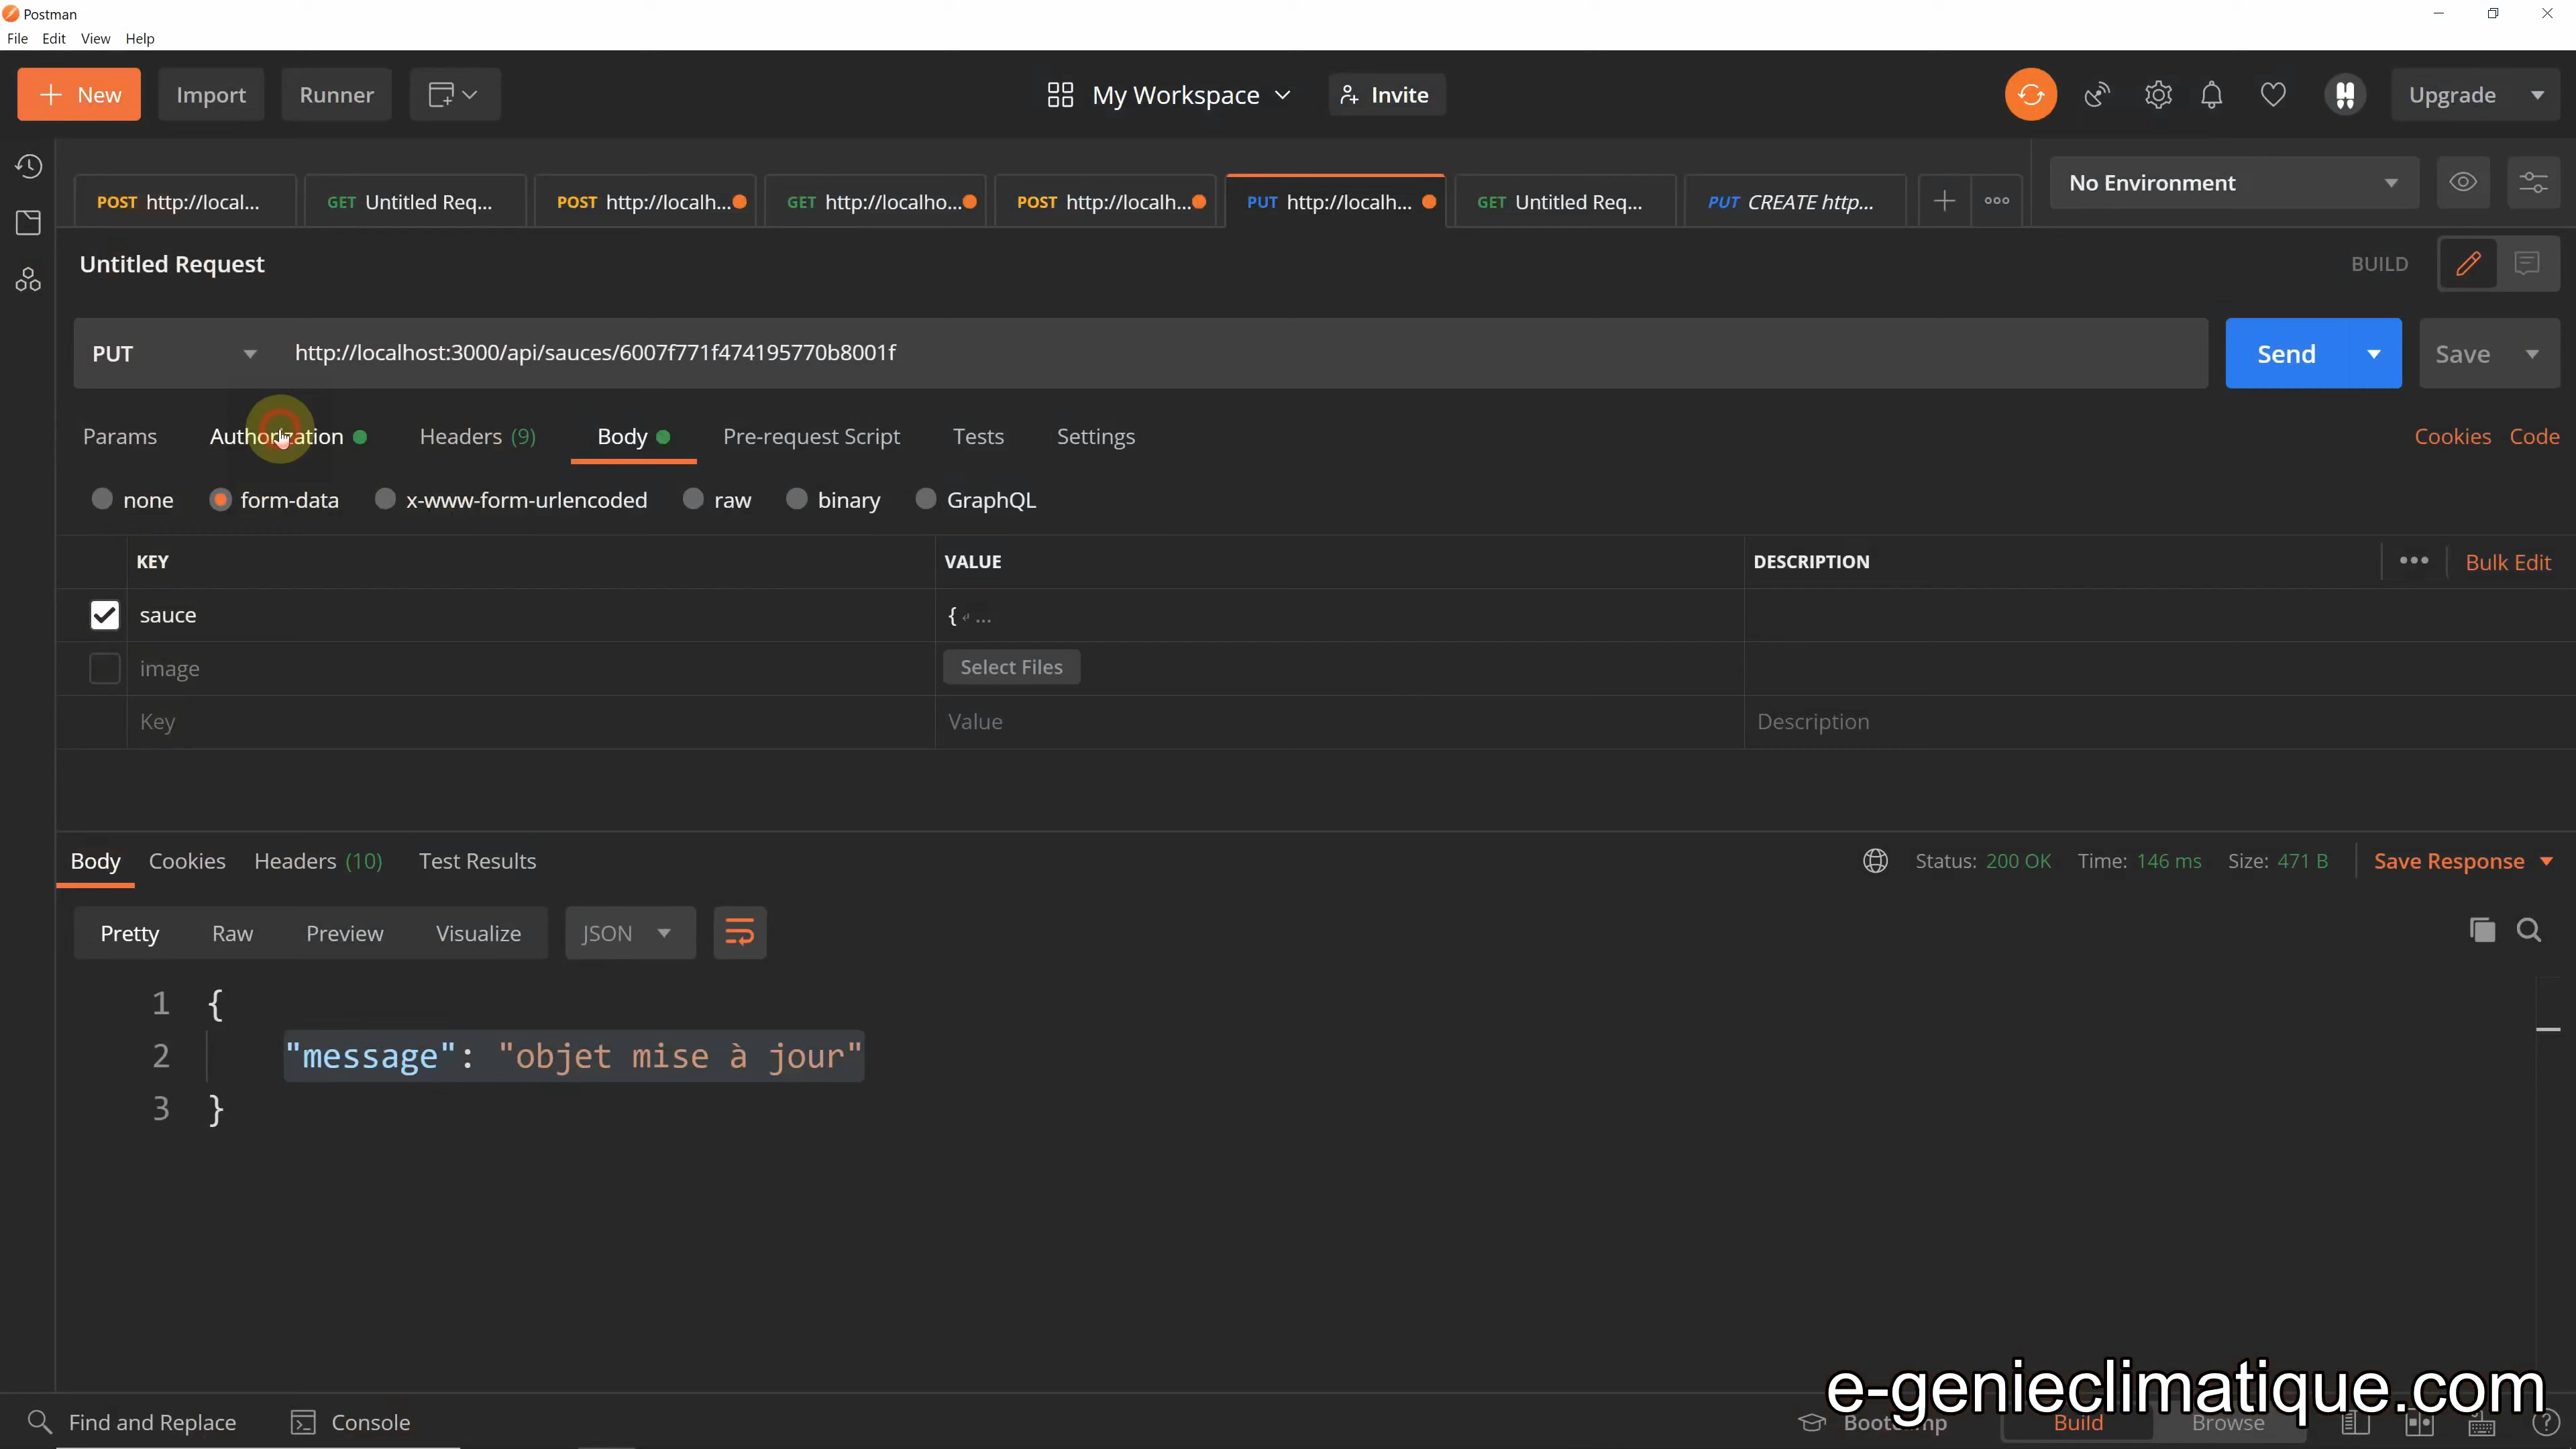 Postman
File Edit View Help
New Import Runner My Workspace Invite Upgrade
POST http://local... GET Untitled Req... POST http://localh... GET http://localho... POST http://localh... PUT http://localh... GET Untitled Req... PUT CREATE http... No Environment
Untitled Request BUILD
PUT http://localhost:3000/api/sauces/6007f771f474195770b8001f Send Save
Params Authorization Headers (9) Body Pre-request Script Tests Settings Cookies Code
none form-data x-www-form-urlencoded raw binary GraphQL
KEY VALUE DESCRIPTION Bulk Edit
sauce { ...
image Select Files
Key Value Description
Body Cookies Headers (10) Test Results Status: 200 OK Time: 146 ms Size: 471 B Save Response
Pretty Raw Preview Visualize JSON
1 {
2 "message": "objet mise à jour"
3 }
e-genieclimatique.com
Find and Replace Console Bootcamp Build Browse